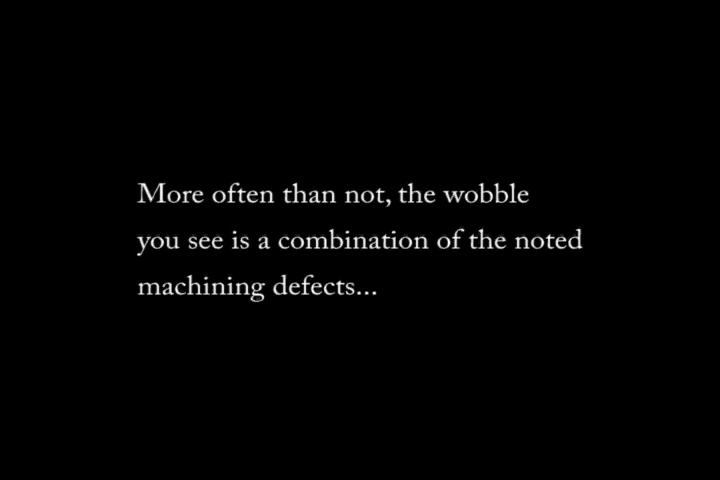 More often than not, the wobble
you see is a combination of the noted
machining defects...